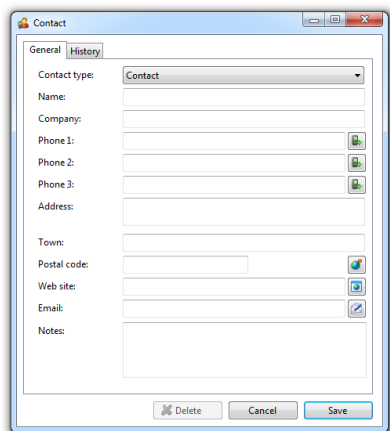 Contact
General History
Contact type: Contact
Name:
Company:
Phone 1:
Phone 2:
Phone 3:
Address:
Town:
Postal code:
Web site:
Email:
Notes:
Delete Cancel Save